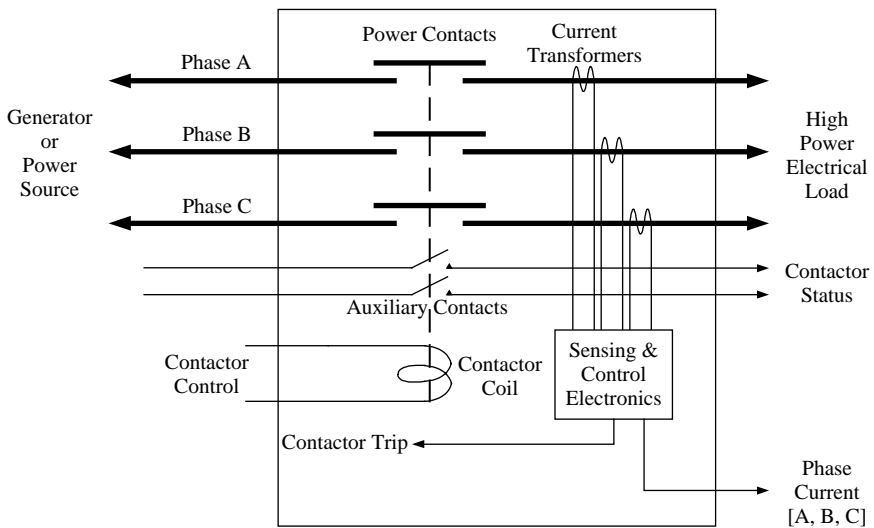 Power Contacts
Current
Transformers
Phase A
Generator
or
Power
Source
Phase B
High
Power
Electrical
Load
Phase C
Contactor
Status
Auxiliary Contacts
Contactor
Control
Contactor
Coil
Sensing &
Control
Electronics
Contactor Trip
Phase
Current
[A, B, C]